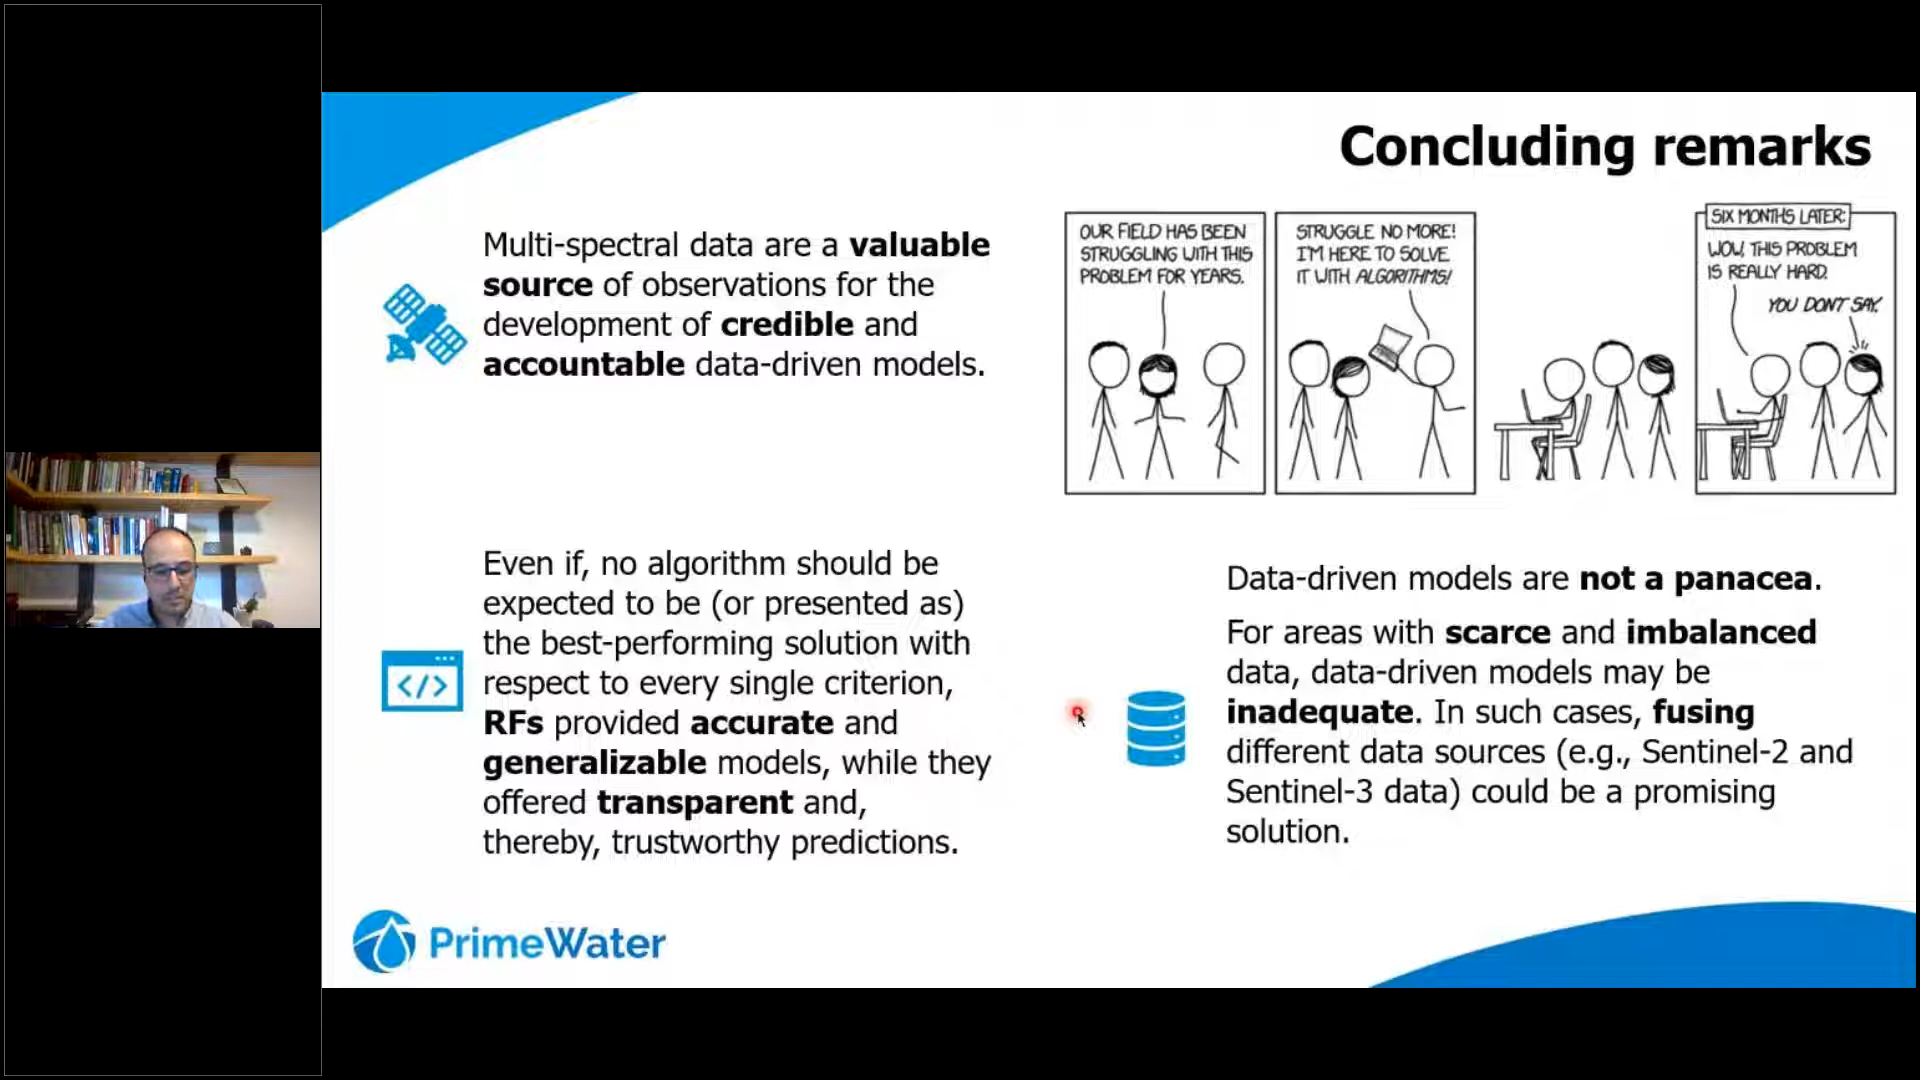 Concluding remarks
Multi-spectral data are a valuable
source of observations for the
development of credible and
accountable data-driven models.
OUR FIELD HAS BEEN
STRUGGLING WITH THIS
PROBLEM FOR YEARS.
STRUGGLE NO MORE!
I'M HERE TO SOLVE
IT WITH ALGORITHMS!
SIX MONTHS LATER:
WOW, THIS PROBLEM
IS REALLY HARD.
YOU DON'T SAY.
Even if, no algorithm should be
expected to be (or presented as)
the best-performing solution with
respect to every single criterion,
RFs provided accurate and
generalizable models, while they
offered transparent and,
thereby, trustworthy predictions.
</>
Data-driven models are not a panacea.
For areas with scarce and imbalanced
data, data-driven models may be
inadequate. In such cases, fusing
different data sources (e.g., Sentinel-2 and
Sentinel-3 data) could be a promising
solution.
PrimeWater